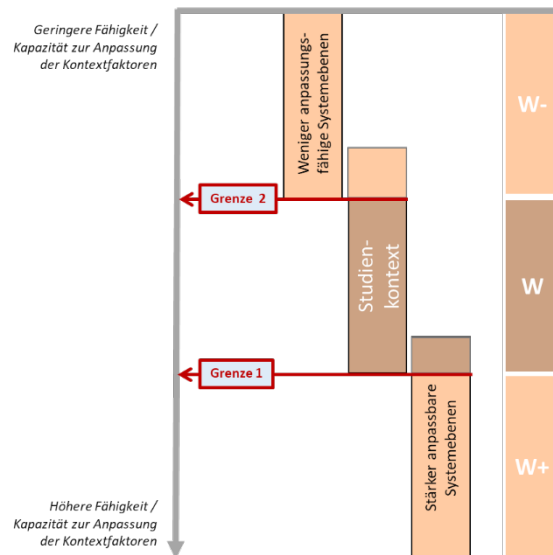 Geringere Fähigkeit /
Kapazität zur Anpassung
der Kontextfaktoren
Weniger anpassungs-
fähige Systemebenen
W-
Grenze 2
Studien-
kontext
W
Grenze 1
Stärker anpassbare
Systemebenen
W+
Höhere Fähigkeit /
Kapazität zur Anpassung
der Kontextfaktoren